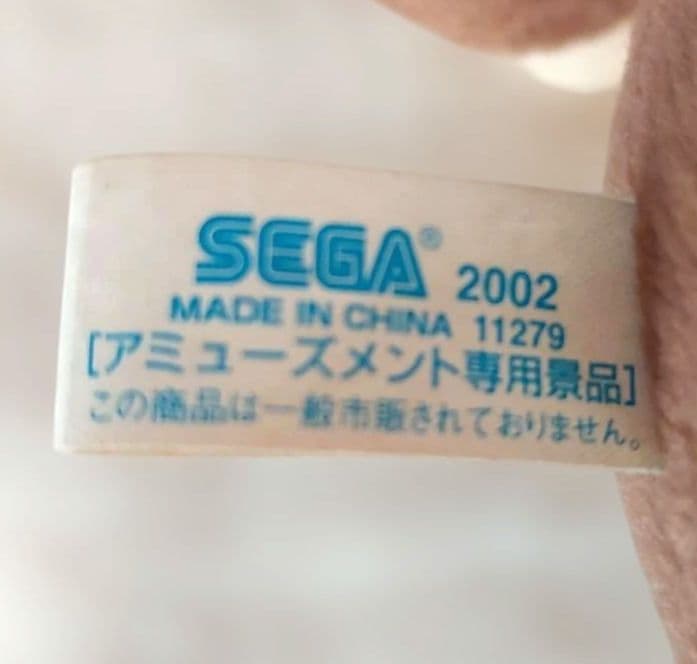 SEGA® 2002
MADE IN CHINA 11279
[アミューズメント専用景品]
この商品は一般市販されておりません。